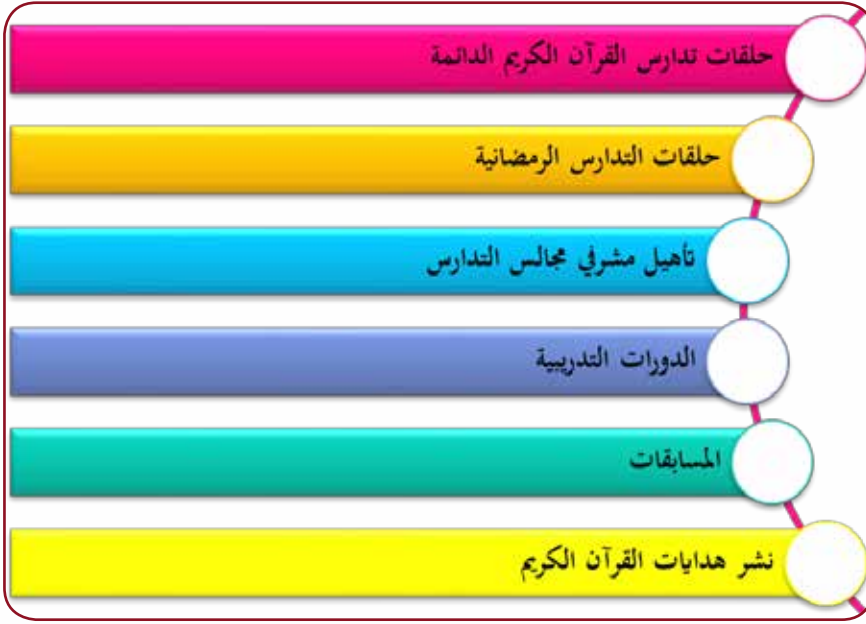 حلقات تدارس القرآن الكريم الدائمة
حلقات التدارس الرمضانية
تأهيل مشرفي مجالس التدارس
الدورات التدريبية
المسابقات
نشر هدايات القرآن الكريم